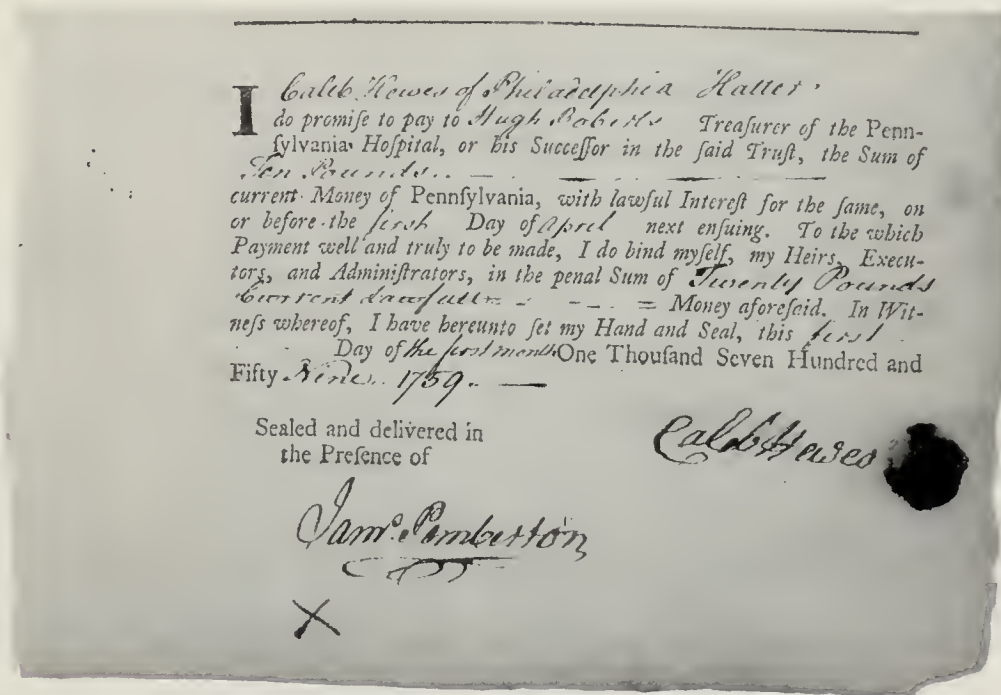 I Caleb Hewes of Philadelphia Hatter
do promiſe to pay to Hugh Roberts Treaſurer of the Penn-
ſylvania Hoſpital, or his Succeſſor in the ſaid Truſt, the Sum of
Ten Pounds
current Money of Pennſylvania, with lawful Intereſt for the ſame, on
or before the first Day of April next enſuing. To the which
Payment well and truly to be made, I do bind myſelf, my Heirs, Execu-
tors, and Adminiſtrators, in the penal Sum of Twenty Pounds
Current = Money aforeſaid. In Wit-
neſs whereof, I have hereunto ſet my Hand and Seal, this first
Day of the first month One Thouſand Seven Hundred and
Fifty Nine. 1759. —
Sealed and delivered in
the Preſence of
Caleb Hewes
Jams. Pemberton
X